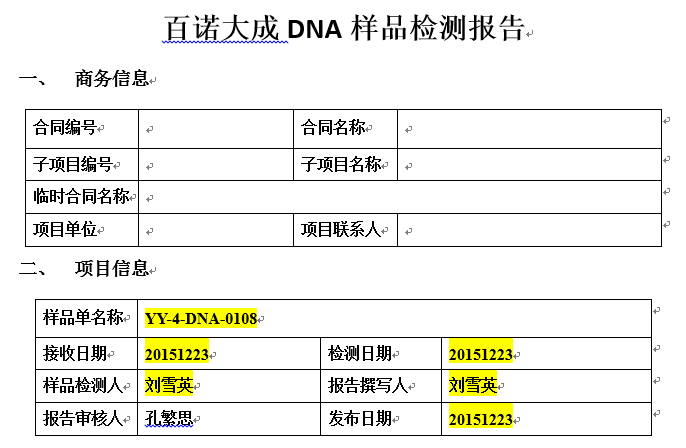 百诺大成 DNA 样品检测报告
一、 商务信息
合同编号 合同名称
子项目编号 子项目名称
临时合同名称
项目单位 项目联系人
二、 项目信息
样品单名称 YY-4-DNA-0108
接收日期 20151223 检测日期 20151223
样品检测人 刘雪英 报告撰写人 刘雪英
报告审核人 孔繁思 发布日期 20151223